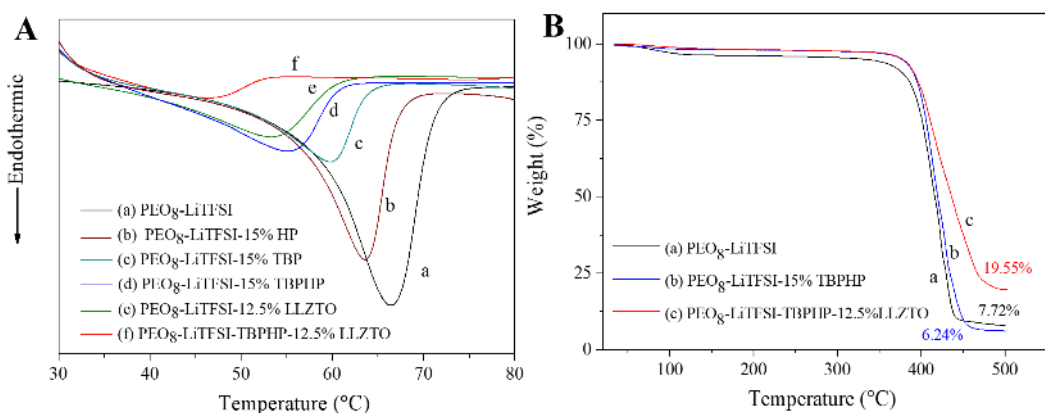 A
Endothermic
f
e
d
c
b
a
(a) PEO8-LiTFSI
(b) PEO8-LiTFSI-15% HP
(c) PEO8-LiTFSI-15% TBP
(d) PEO8-LiTFSI-15% TBPHP
(e) PEO8-LiTFSI-12.5% LLZTO
(f) PEO8-LiTFSI-TBPHP-12.5% LLZTO
30 40 50 60 70 80
Temperature (°C)
B
Weight (%)
100
75
50
25
0
c
b
a
(a) PEO8-LiTFSI
(b) PEO8-LiTFSI-15% TBPHP
(c) PEO8-LiTFSI-TBPHP-12.5%LLZTO
19.55%
7.72%
6.24%
100 200 300 400 500
Temperature (°C)